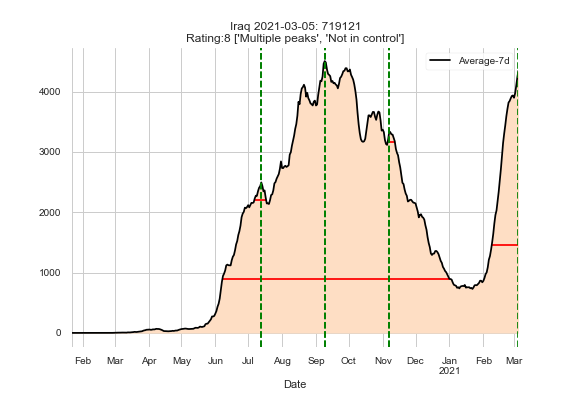 Iraq 2021-03-05: 719121
Rating:8 ['Multiple peaks', 'Not in control']
Average-7d
4000
3000
2000
1000
0
Feb Mar Apr May Jun Jul Aug Sep Oct Nov Dec Jan Feb Mar
2021
Date